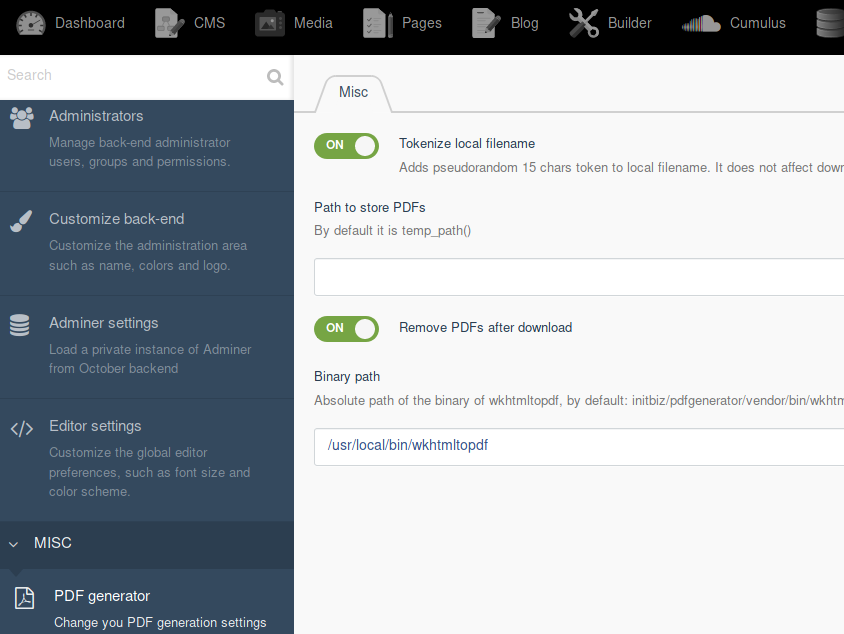 Dashboard CMS Media Pages Blog Builder Cumulus
Search
Administrators
Manage back-end administrator
users, groups and permissions.
Customize back-end
Customize the administration area
such as name, colors and logo.
Adminer settings
Load a private instance of Adminer
from October backend
Editor settings
Customize the global editor
preferences, such as font size and
color scheme.
MISC
PDF generator
Change you PDF generation settings
Misc
ON Tokenize local filename
Adds pseudorandom 15 chars token to local filename. It does not affect dow
Path to store PDFs
By default it is temp_path()
ON Remove PDFs after download
Binary path
Absolute path of the binary of wkhtmltopdf, by default: initbiz/pdfgenerator/vendor/bin/wkhtm
/usr/local/bin/wkhtmltopdf